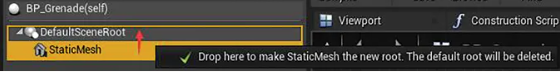 BP_Grenade(self)
DefaultSceneRoot
StaticMesh
Viewport
Construction Scrip
Drop here to make StaticMesh the new root. The default root will be deleted